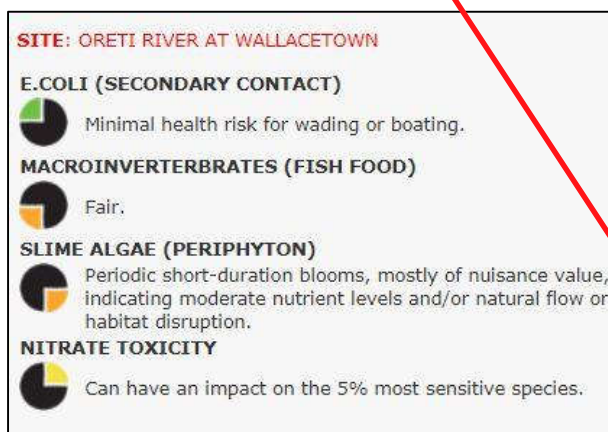 SITE: ORETI RIVER AT WALLACETOWN
E.COLI (SECONDARY CONTACT)
Minimal health risk for wading or boating.
MACROINVERTERBRATES (FISH FOOD)
Fair.
SLIME ALGAE (PERIPHYTON)
Periodic short-duration blooms, mostly of nuisance value,
indicating moderate nutrient levels and/or natural flow or
habitat disruption.
NITRATE TOXICITY
Can have an impact on the 5% most sensitive species.